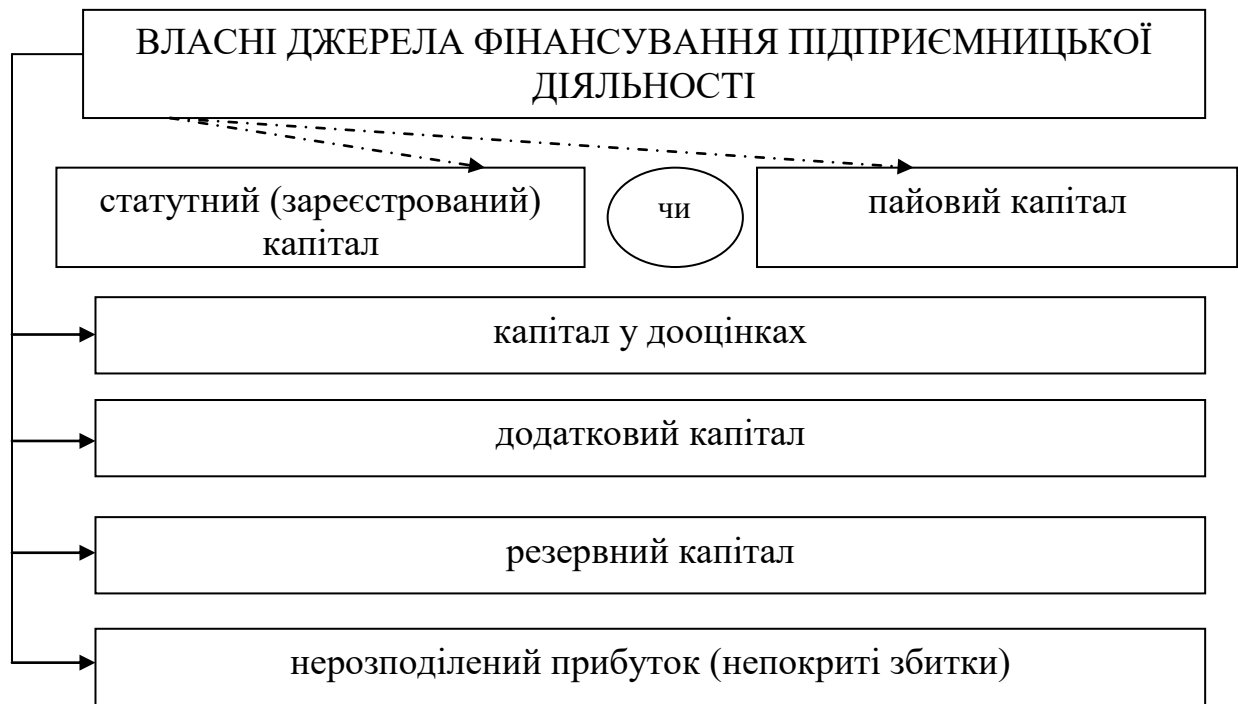 ВЛАСНІ ДЖЕРЕЛА ФІНАНСУВАННЯ ПІДПРИЄМНИЦЬКОЇ
ДІЯЛЬНОСТІ
статутний (зареєстрований)
капітал
чи
пайовий капітал
капітал у дооцінках
додатковий капітал
резервний капітал
нерозподілений прибуток (непокриті збитки)